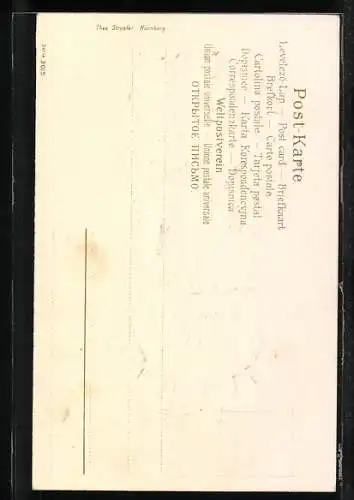 Post-Karte
Levelező-Lap — Post card — Briefkaart
Brefkort — Carte postale
Cartolina postale — Tarjeta postal
Dopisnice — Karta Korespondencyjna
Correspondenzkarte — Dopisnica
Weltpostverein
Union postale universelle — Unione postale universale
ОТКРЫТОЕ ПИСЬМО
Theo. Stroefer Nürnberg